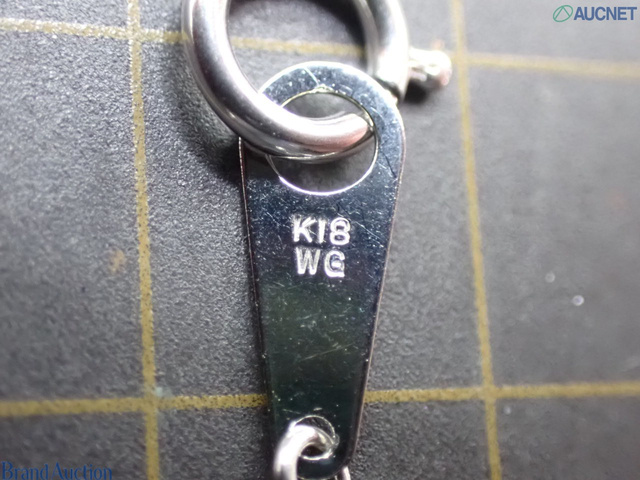 AUCNET
K18
WG
Brand Auction